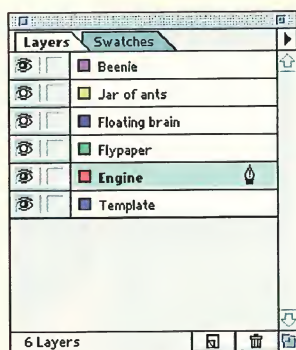 Layers Swatches
Beenie
Jar of ants
Floating brain
Flypaper
Engine
Template
6 Layers